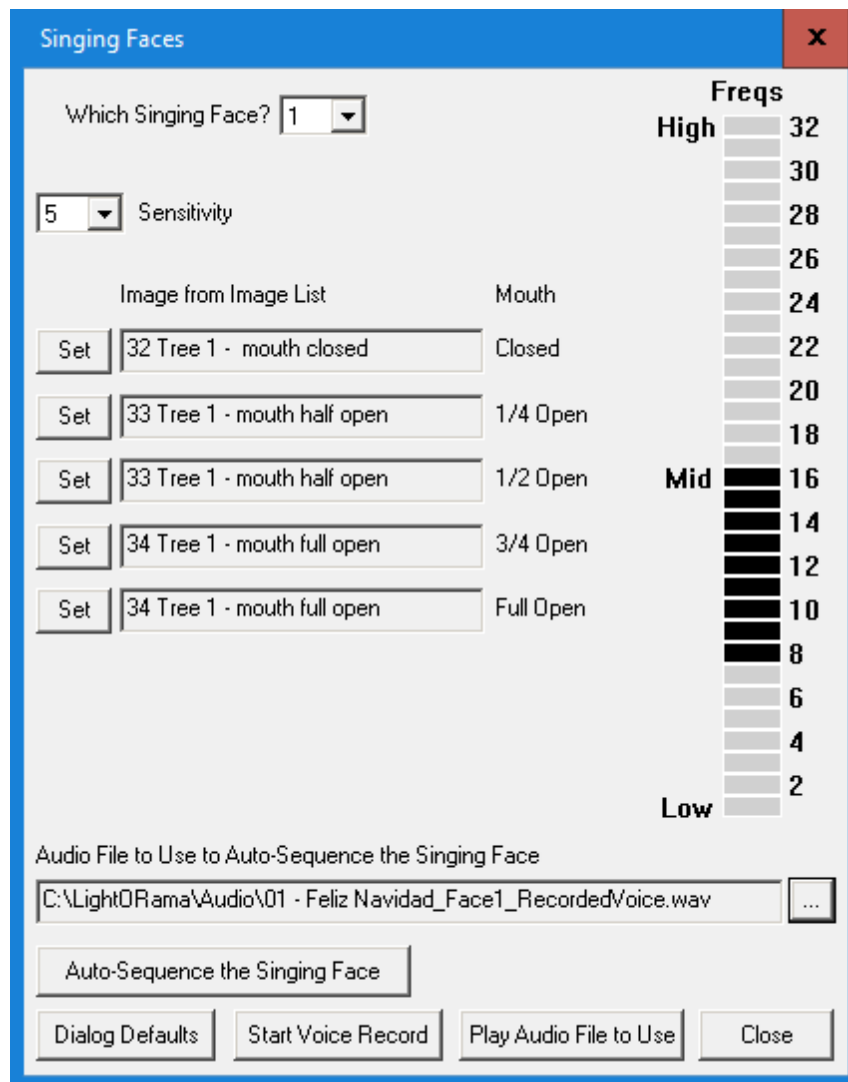 Singing Faces x
Which Singing Face? 1
Freqs
High 32
30
5 Sensitivity 28
26
Image from Image List Mouth 24
Set 32 Tree 1 -  mouth closed Closed 22
20
Set 33 Tree 1 - mouth half open 1/4 Open
18
Set 33 Tree 1 - mouth half open 1/2 Open Mid 16
14
Set 34 Tree 1 - mouth full open 3/4 Open
12
Set 34 Tree 1 - mouth full open Full Open 10
8
6
4
2
Low
Audio File to Use to Auto-Sequence the Singing Face
C:\LightORama\Audio\01 - Feliz Navidad_Face1_RecordedVoice.wav ...
Auto-Sequence the Singing Face
Dialog Defaults Start Voice Record Play Audio File to Use Close